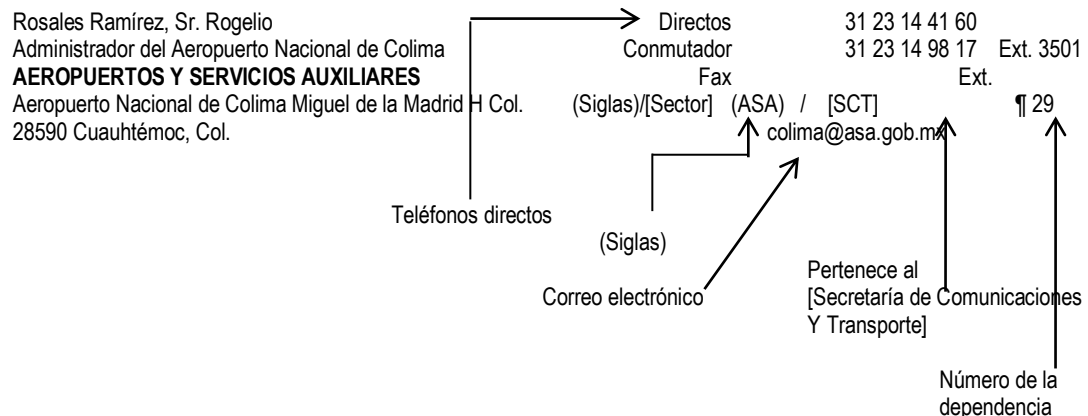 Rosales Ramírez, Sr. Rogelio Directos 31 23 14 41 60
Administrador del Aeropuerto Nacional de Colima Conmutador 31 23 14 98 17 Ext. 3501
AEROPUERTOS Y SERVICIOS AUXILIARES Fax Ext.
Aeropuerto Nacional de Colima Miguel de la Madrid H Col. (Siglas)/[Sector] (ASA) / [SCT] ¶ 29
28590 Cuauhtémoc, Col. colima@asa.gob.mx
Teléfonos directos
(Siglas)
Correo electrónico
Pertenece al
[Secretaría de Comunicaciones
Y Transporte]
Número de la
dependencia